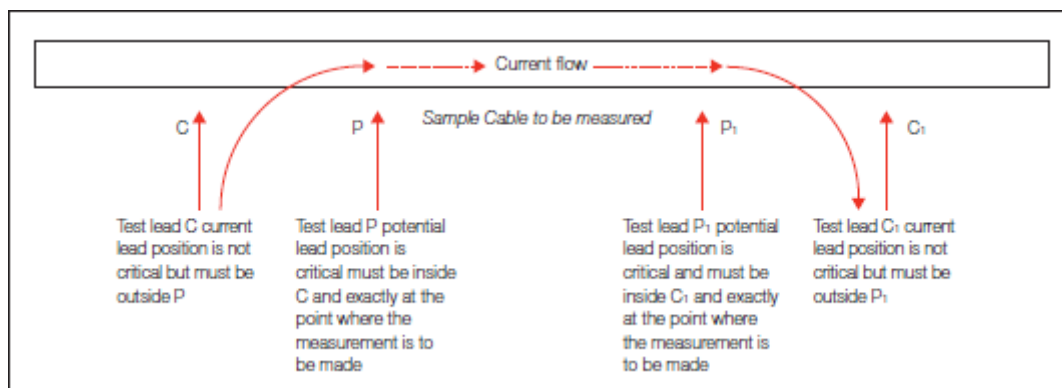 Current flow
C
P
Sample Cable to be measured
P₁
C₁
Test lead C current
lead position is not
critical but must be
outside P
Test lead P potential
lead position is
critical must be inside
C and exactly at the
point where the
measurement is to
be made
Test lead P₁ potential
lead position is
critical and must be
inside C₁ and exactly
at the point where
the measurement is
to be made
Test lead C₁ current
lead position is not
critical but must be
outside P₁